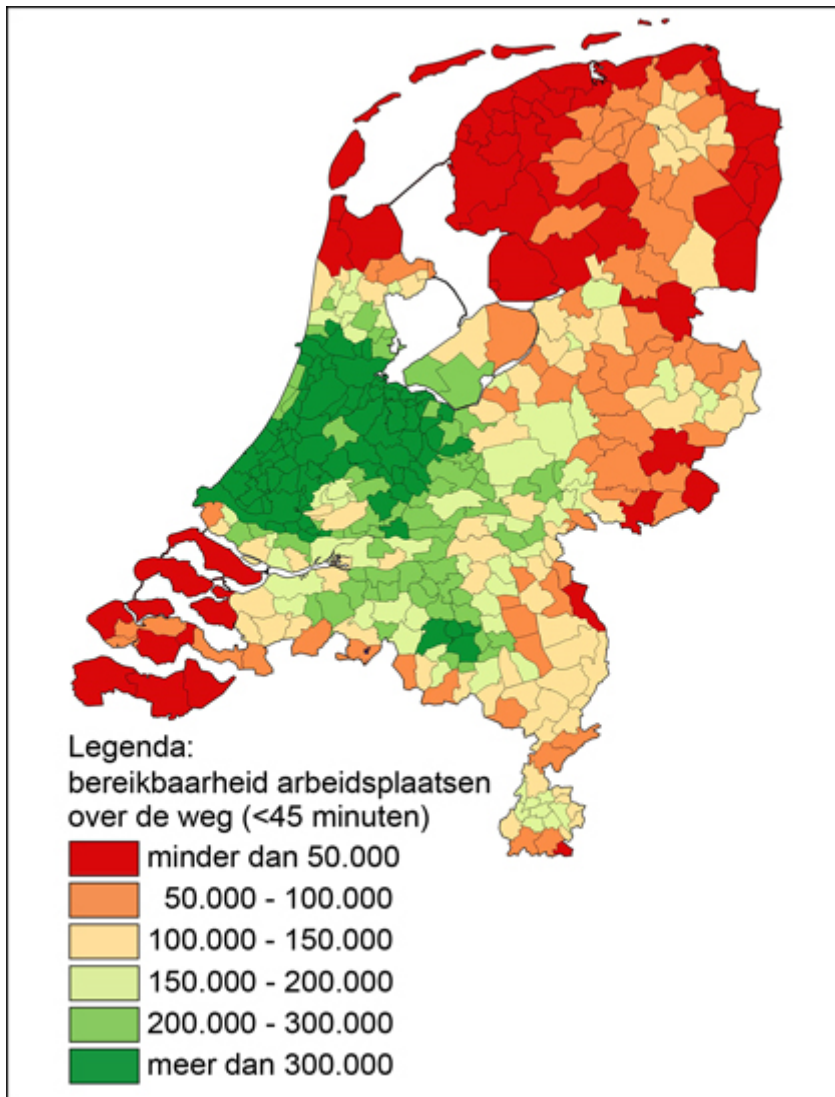 Legenda:
bereikbaarheid arbeidsplaatsen
over de weg (<45 minuten)
minder dan 50.000
50.000 - 100.000
100.000 - 150.000
150.000 - 200.000
200.000 - 300.000
meer dan 300.000